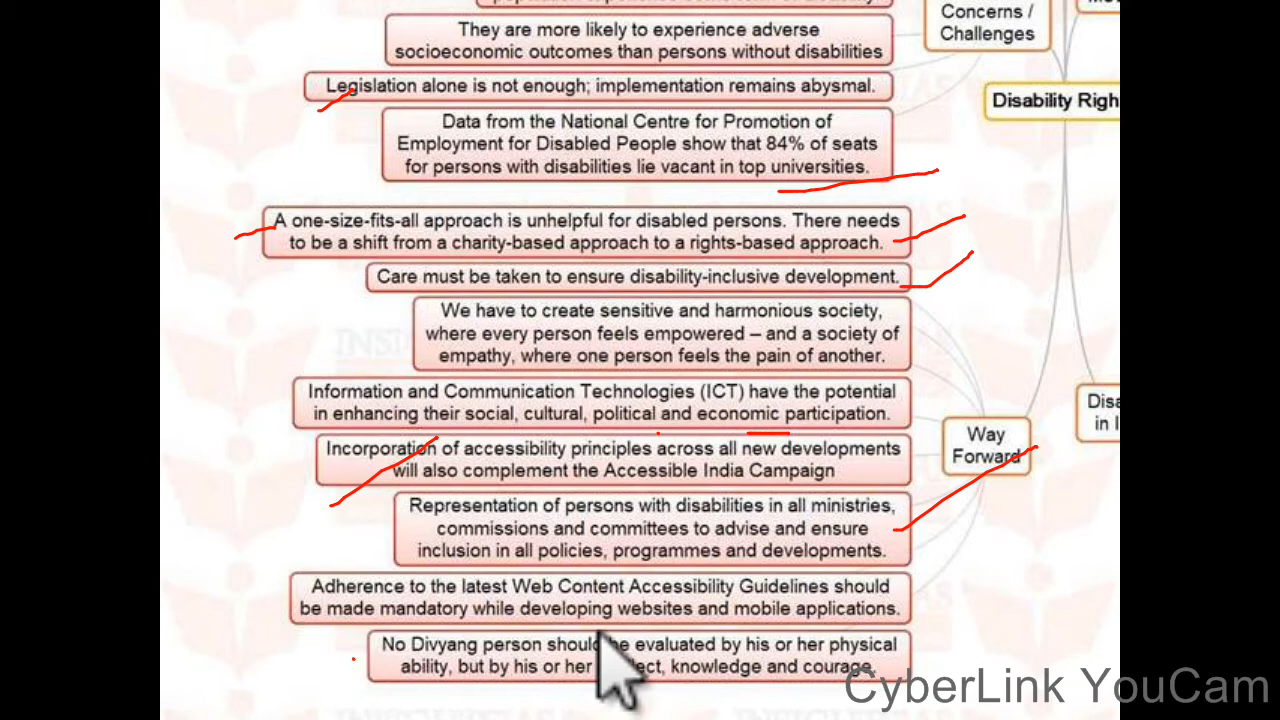 Concerns /
Challenges
They are more likely to experience adverse
socioeconomic outcomes than persons without disabilities
Legislation alone is not enough; implementation remains abysmal.
Disability Righ
Data from the National Centre for Promotion of
Employment for Disabled People show that 84% of seats
for persons with disabilities lie vacant in top universities.
A one-size-fits-all approach is unhelpful for disabled persons. There needs
to be a shift from a charity-based approach to a rights-based approach.
Care must be taken to ensure disability-inclusive development.
We have to create sensitive and harmonious society,
where every person feels empowered – and a society of
empathy, where one person feels the pain of another.
Information and Communication Technologies (ICT) have the potential
in enhancing their social, cultural, political and economic participation.
Disa
in I
Way
Forward
Incorporation of accessibility principles across all new developments
will also complement the Accessible India Campaign
Representation of persons with disabilities in all ministries,
commissions and committees to advise and ensure
inclusion in all policies, programmes and developments.
Adherence to the latest Web Content Accessibility Guidelines should
be made mandatory while developing websites and mobile applications.
No Divyang person should be evaluated by his or her physical
ability, but by his or her lect, knowledge and courage.
CyberLink YouCam